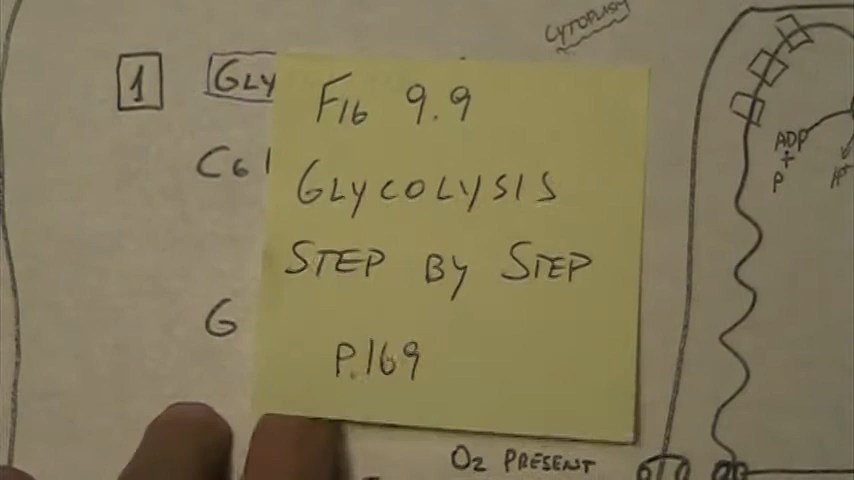 CYTOPLASM
1 GLY
FIG 9.9
C6
GLYCOLYSIS
STEP BY STEP
G
P.169
O2 PRESENT
ADP
+
P
H+